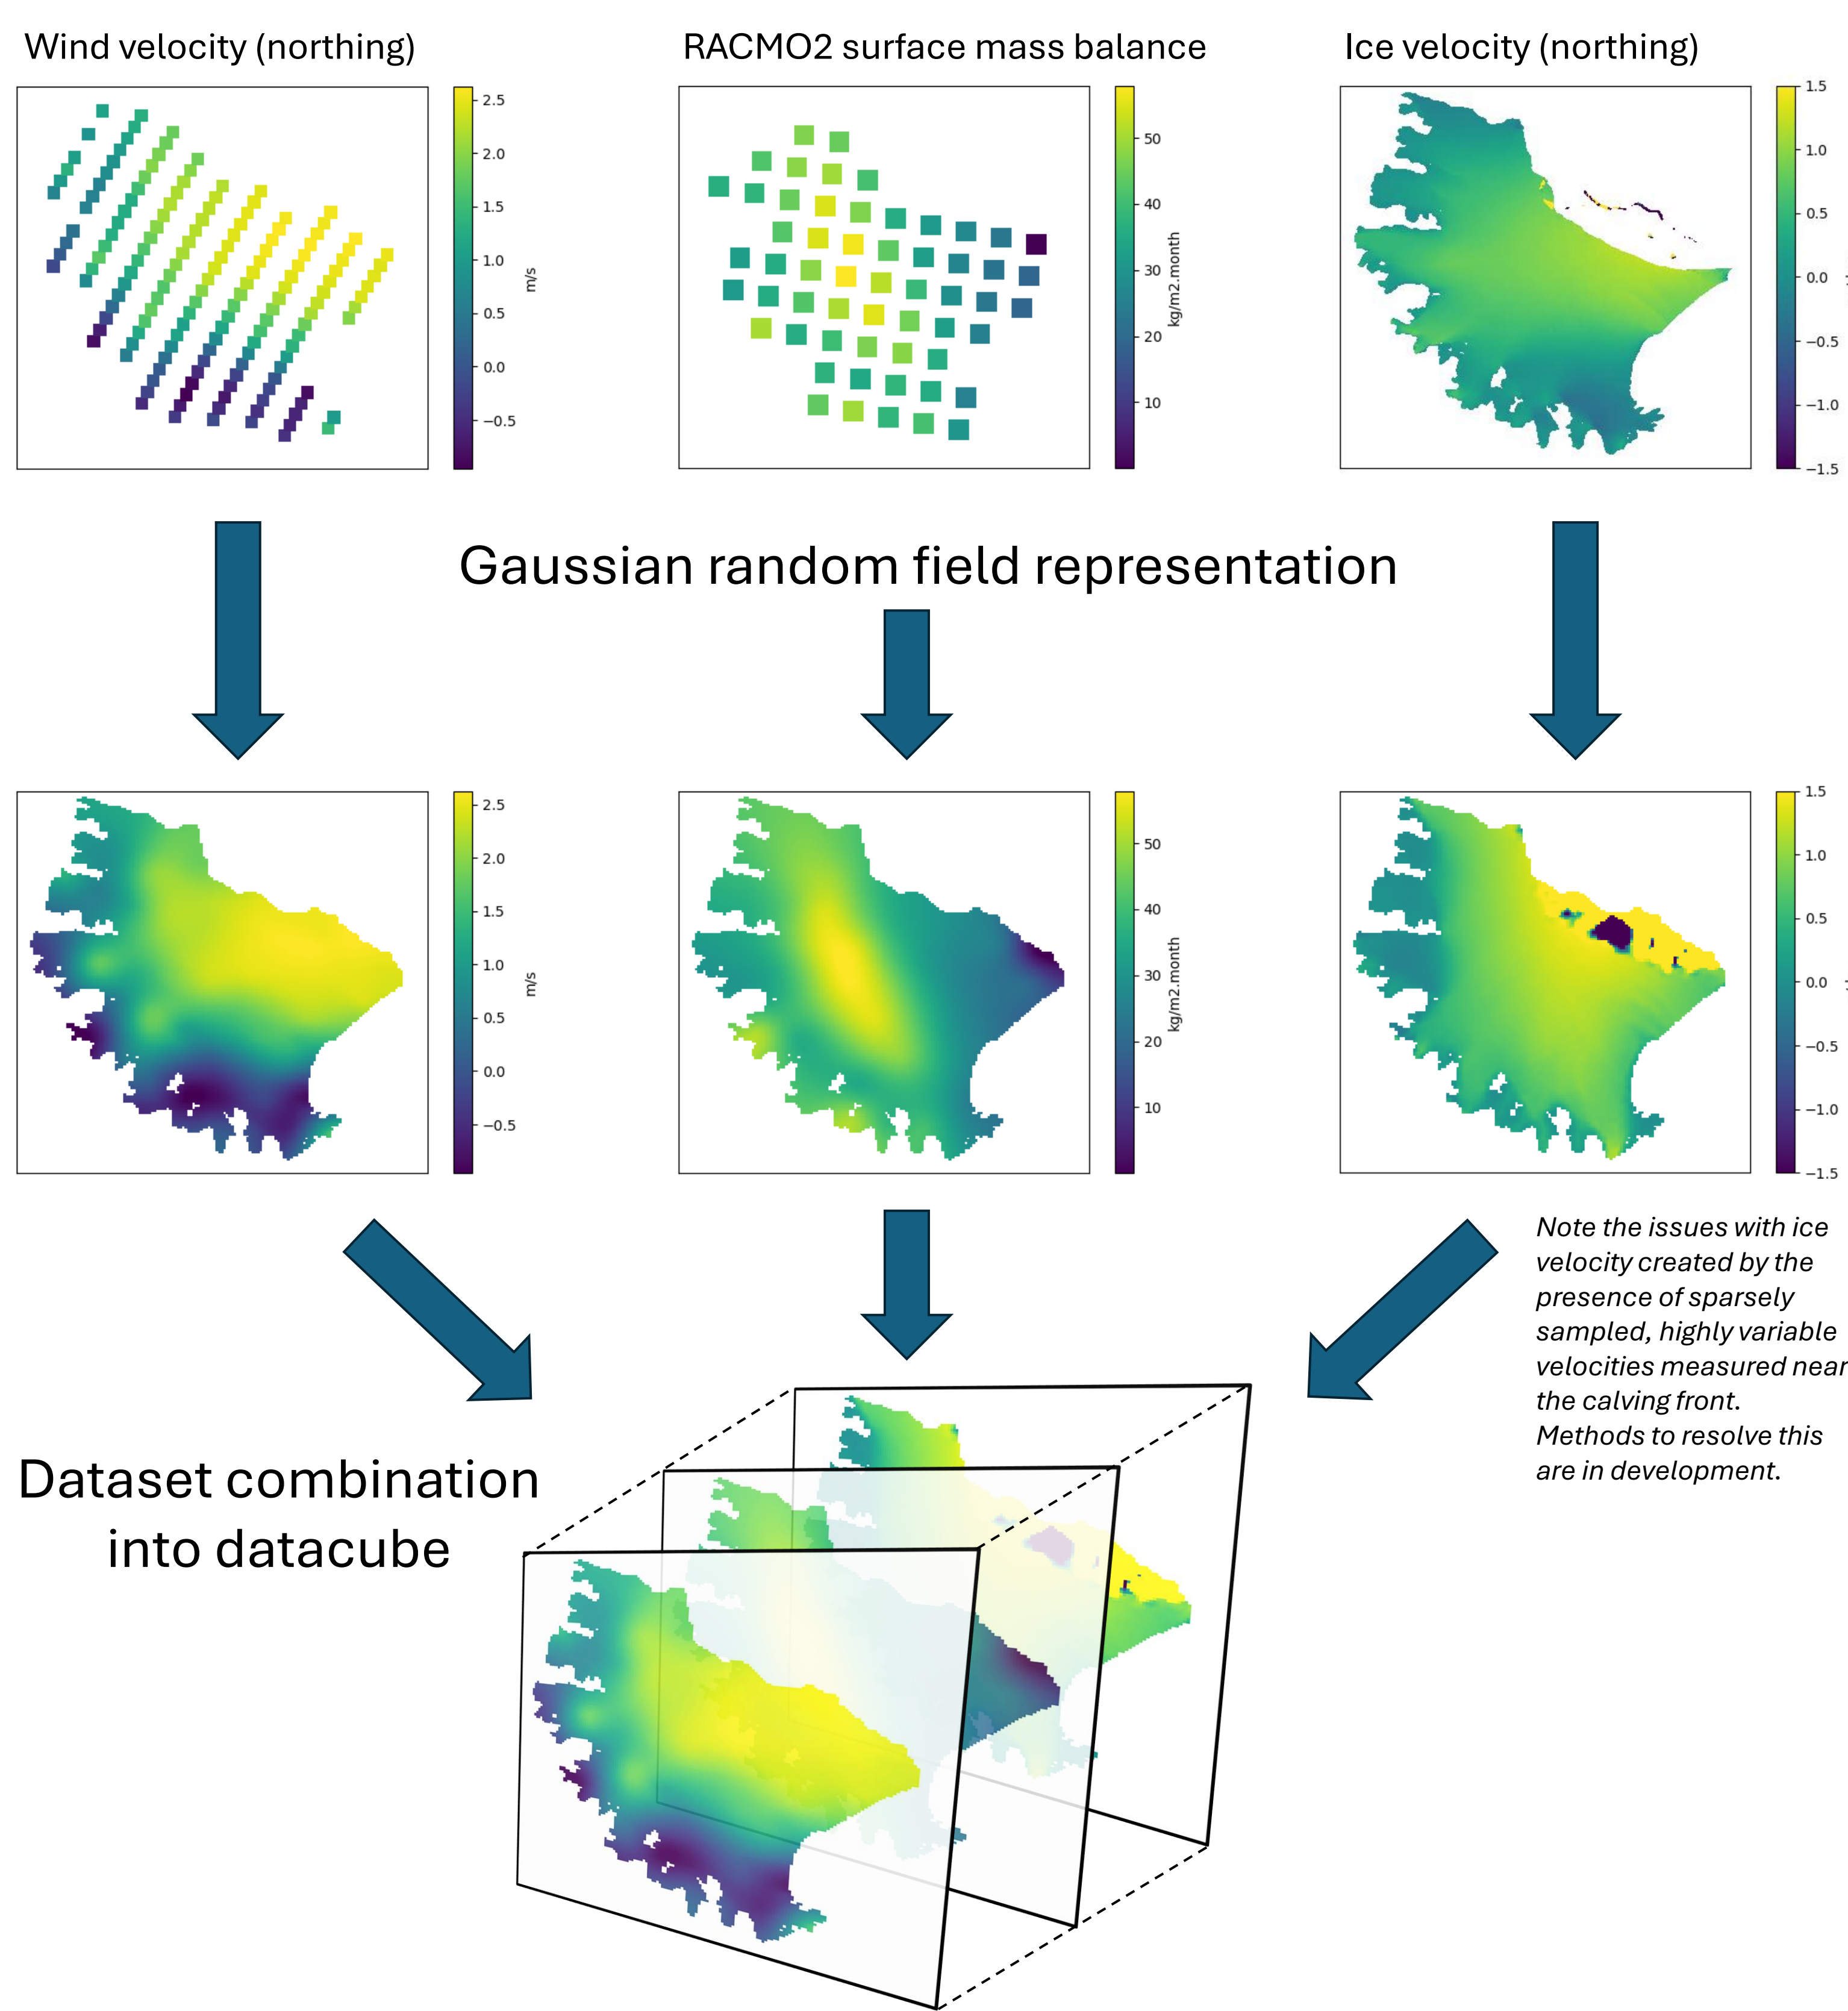 Wind velocity (northing)
RACMO2 surface mass balance
Ice velocity (northing)
2.5
2.0
1.5
1.0
0.5
0.0
−0.5
m/s
50
40
30
20
10
kg/m2.month
1.5
1.0
0.5
0.0
−0.5
−1.0
−1.5
Gaussian random field representation
2.5
2.0
1.5
1.0
0.5
0.0
−0.5
m/s
50
40
30
20
10
kg/m2.month
1.5
1.0
0.5
0.0
−0.5
−1.0
−1.5
Note the issues with ice
velocity created by the
presence of sparsely
sampled, highly variable
velocities measured near
the calving front.
Methods to resolve this
are in development.
Dataset combination
into datacube